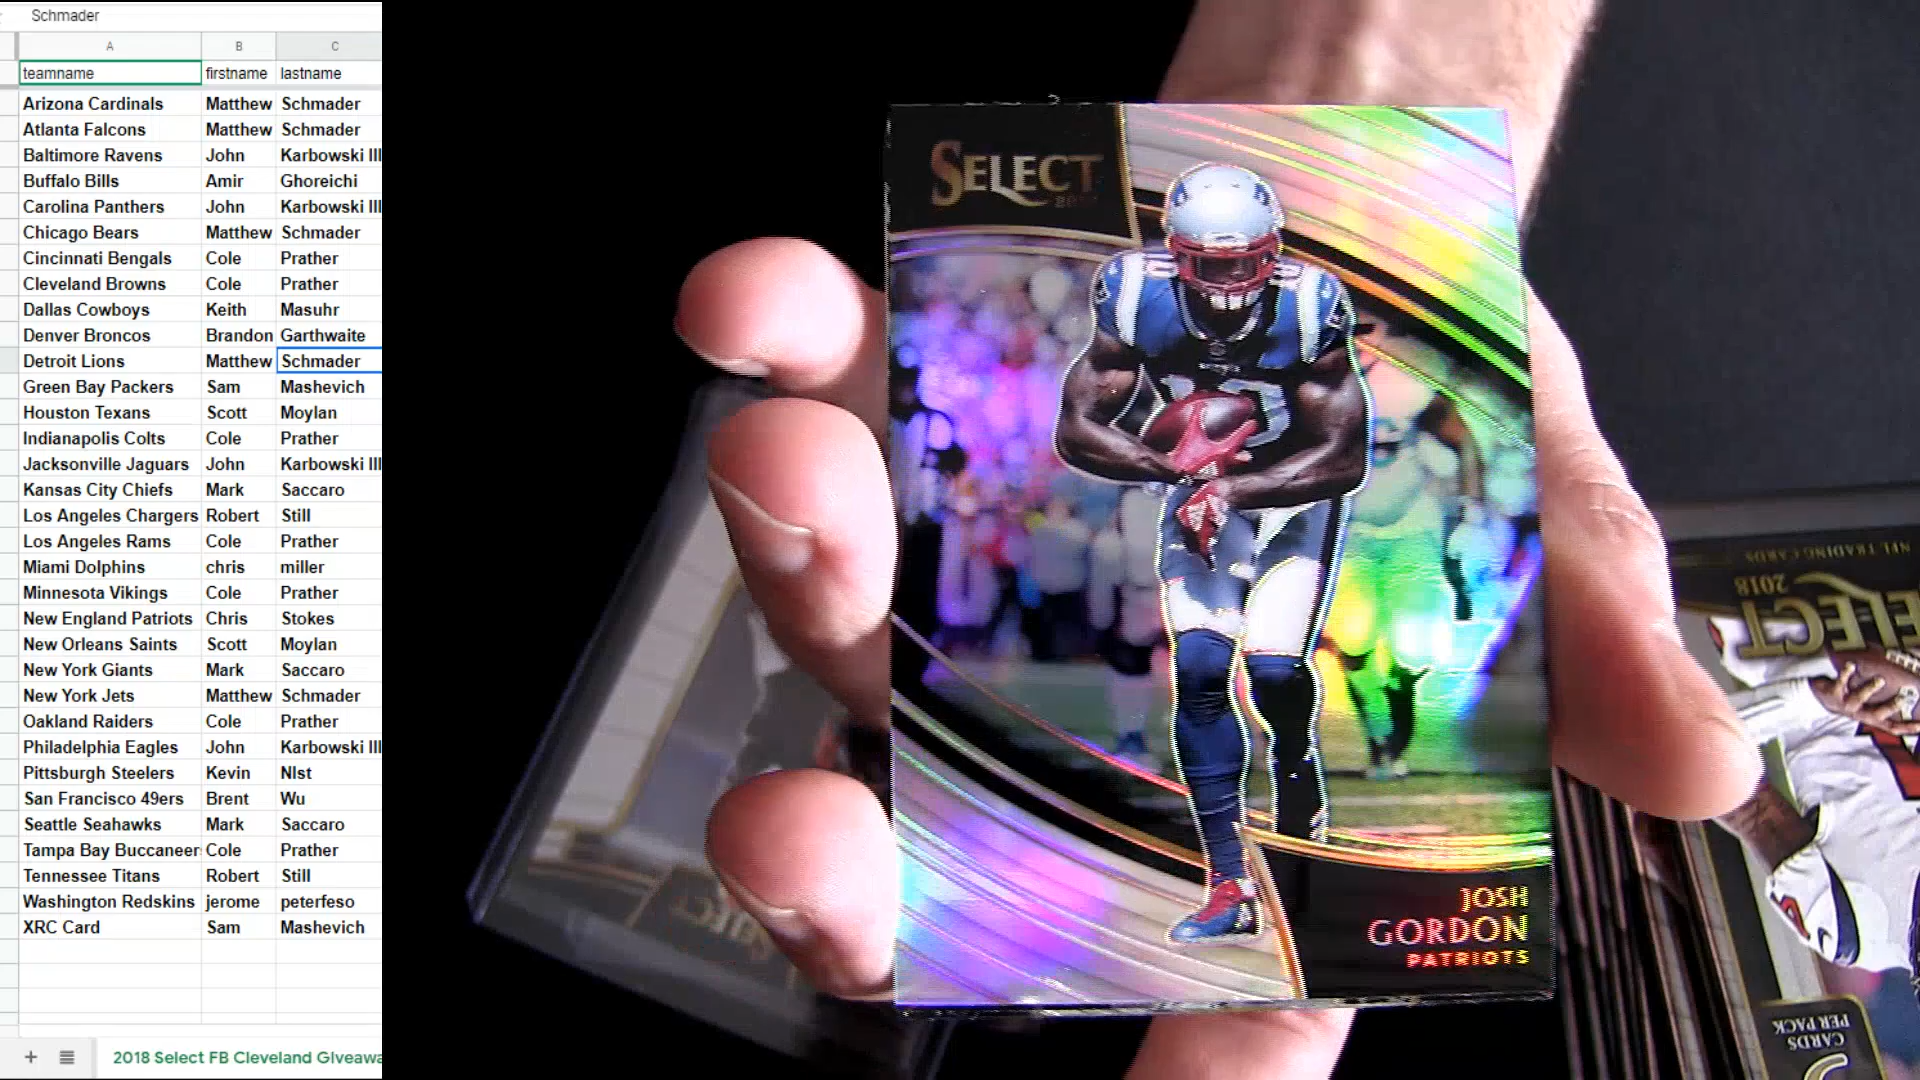 Schmader
A B C
teamname firstname lastname
Arizona Cardinals Matthew Schmader
Atlanta Falcons Matthew Schmader
Baltimore Ravens John Karbowski III
Buffalo Bills Amir Ghoreichi
Carolina Panthers John Karbowski III
Chicago Bears Matthew Schmader
Cincinnati Bengals Cole Prather
Cleveland Browns Cole Prather
Dallas Cowboys Keith Masuhr
Denver Broncos Brandon Garthwaite
Detroit Lions Matthew Schmader
Green Bay Packers Sam Mashevich
Houston Texans Scott Moylan
Indianapolis Colts Cole Prather
Jacksonville Jaguars John Karbowski III
Kansas City Chiefs Mark Saccaro
Los Angeles Chargers Robert Still
Los Angeles Rams Cole Prather
Miami Dolphins chris miller
Minnesota Vikings Cole Prather
New England Patriots Chris Stokes
New Orleans Saints Scott Moylan
New York Giants Mark Saccaro
New York Jets Matthew Schmader
Oakland Raiders Cole Prather
Philadelphia Eagles John Karbowski III
Pittsburgh Steelers Kevin NIst
San Francisco 49ers Brent Wu
Seattle Seahawks Mark Saccaro
Tampa Bay Buccaneer Cole Prather
Tennessee Titans Robert Still
Washington Redskins jerome peterfeso
XRC Card Sam Mashevich
2018 Select FB Cleveland GIveawa
SELECT
JOSH
GORDON
PATRIOTS
NFL TRADING CARDS
2018
SELECT
CARDS
PER PACK
SELECT